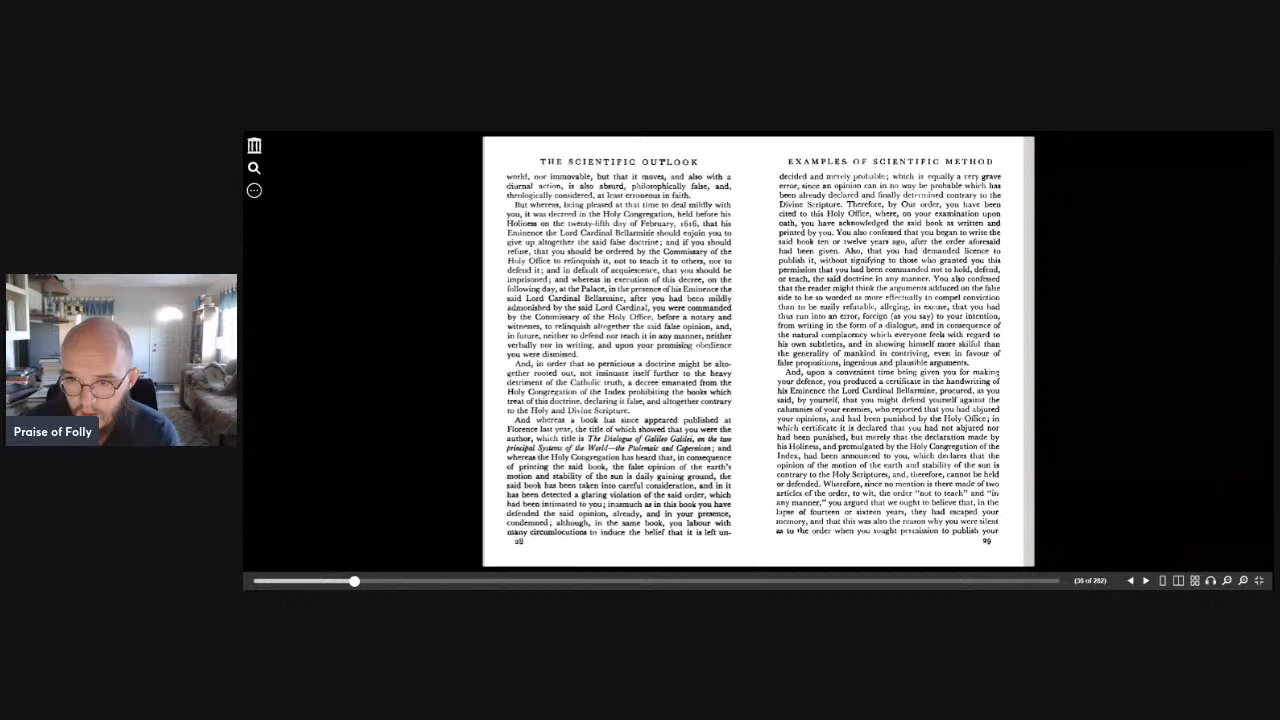 THE SCIENTIFIC OUTLOOK
world, nor immovable, but that it moves, and also with a
diurnal action, is also absurd, philosophically false, and,
theologically considered, at least erroneous in faith.
But whereas, being pleased at that time to deal mildly with
you, it was decreed in the Holy Congregation, held before his
Holiness on the twenty-fifth day of February, 1616, that his
Eminence the Lord Cardinal Bellarmine should enjoin you to
give up altogether the said false doctrine; and if you should
refuse, that you should be ordered by the Commissary of the
Holy Office to relinquish it, not to teach it to others, nor to
defend it; and in default of acquiescence, that you should be
imprisoned; and whereas in execution of this decree, on the
following day, at the Palace, in the presence of his Eminence the
said Lord Cardinal Bellarmine, after you had been mildly
admonished by the said Lord Cardinal, you were commanded
by the Commissary of the Holy Office, before a notary and
witnesses, to relinquish altogether the said false opinion, and,
in future, neither to defend nor teach it in any manner, neither
verbally nor in writing, and upon your promising obedience
you were dismissed.
And, in order that so pernicious a doctrine might be alto-
gether rooted out, not insinuate itself further to the heavy
detriment of the Catholic truth, a decree emanated from the
Holy Congregation of the Index prohibiting the books which
treat of this doctrine, declaring it false, and altogether contrary
to the Holy and Divine Scripture.
And whereas a book has since appeared published at
Florence last year, the title of which showed that you were the
author, which title is The Dialogue of Galileo Galilei, on the two
principal Systems of the World—the Ptolemaic and Copernican; and
whereas the Holy Congregation has heard that, in consequence
of printing the said book, the false opinion of the earth's
motion and stability of the sun is daily gaining ground, the
said book has been taken into careful consideration, and in it
has been detected a glaring violation of the said order, which
had been intimated to you; inasmuch as in this book you have
defended the said opinion, already, and in your presence,
condemned; although, in the same book, you labour with
many circumlocutions to induce the belief that it is left un-
28
EXAMPLES OF SCIENTIFIC METHOD
decided and merely probable; which is equally a very grave
error, since an opinion can in no way be probable which has
been already declared and finally determined contrary to the
Divine Scripture. Therefore, by Our order, you have been
cited to this Holy Office, where, on your examination upon
oath, you have acknowledged the said book as written and
printed by you. You also confessed that you began to write the
said book ten or twelve years ago, after the order aforesaid
had been given. Also, that you had demanded licence to
publish it, without signifying to those who granted you this
permission that you had been commanded not to hold, defend,
or teach, the said doctrine in any manner. You also confessed
that the reader might think the arguments adduced on the false
side to be so worded as more effectually to compel conviction
than to be easily refutable, alleging, in excuse, that you had
thus run into an error, foreign (as you say) to your intention,
from writing in the form of a dialogue, and in consequence of
the natural complacency which everyone feels with regard to
his own subtleties, and in showing himself more skilful than
the generality of mankind in contriving, even in favour of
false propositions, ingenious and plausible arguments.
And, upon a convenient time being given you for making
your defence, you produced a certificate in the handwriting of
his Eminence the Lord Cardinal Bellarmine, procured, as you
said, by yourself, that you might defend yourself against the
calumnies of your enemies, who reported that you had abjured
your opinions, and had been punished by the Holy Office; in
which certificate it is declared that you had not abjured nor
had been punished, but merely that the declaration made by
his Holiness, and promulgated by the Holy Congregation of the
Index, had been announced to you, which declares that the
opinion of the motion of the earth and stability of the sun is
contrary to the Holy Scriptures, and, therefore, cannot be held
or defended. Wherefore, since no mention is there made of two
articles of the order, to wit, the order "not to teach" and "in
any manner," you argued that we ought to believe that, in the
lapse of fourteen or sixteen years, they had escaped your
memory, and that this was also the reason why you were silent
as to the order when you sought permission to publish your
29
Praise of Folly
(36 of 282)